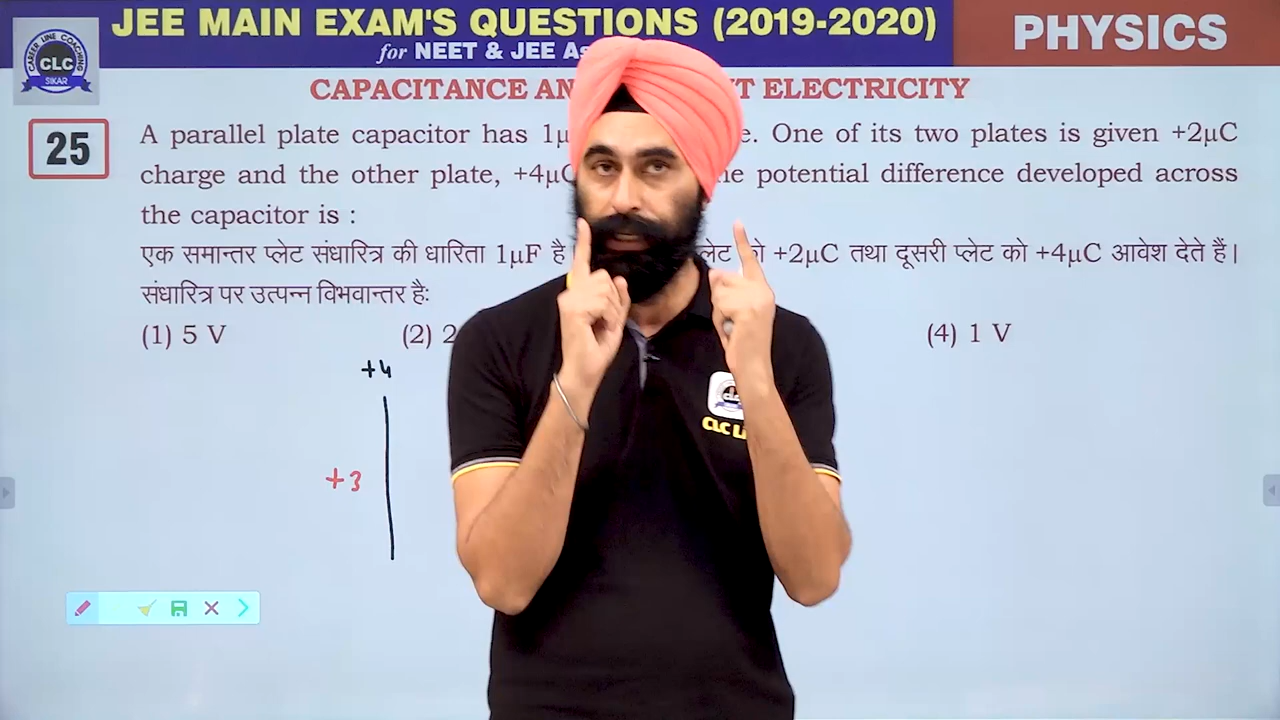 JEE MAIN EXAM'S QUESTIONS (2019-2020)
for NEET & JEE As
PHYSICS
CAREER LINE COACHING
CLC
SIKAR
CAPACITANCE AN T ELECTRICITY
25
A parallel plate capacitor has 1μ e. One of its two plates is given +2μC
charge and the other plate, +4μC potential difference developed across
the capacitor is :
एक समान्तर प्लेट संधारित्र की धारिता 1μF है को +2μC तथा दूसरी प्लेट को +4μC आवेश देते हैं।
संधारित्र पर उत्पन्न विभवान्तर है:
(1) 5 V (2) 2 (4) 1 V
+4
+3
CLC
CLC